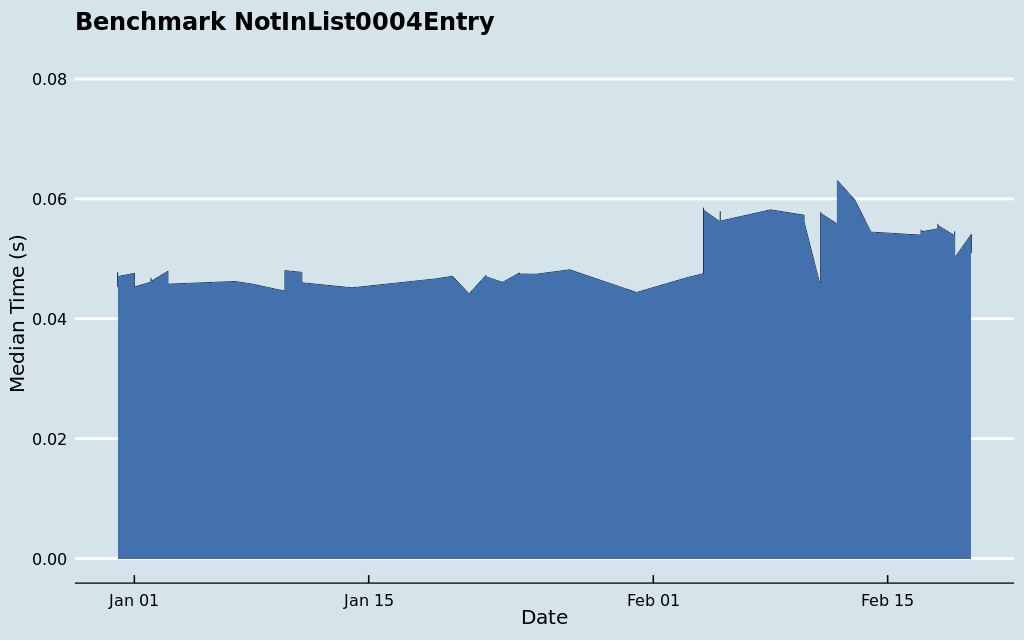 Benchmark NotInList0004Entry
Median Time (s)
0.08
0.06
0.04
0.02
0.00
Jan 01
Jan 15
Feb 01
Feb 15
Date